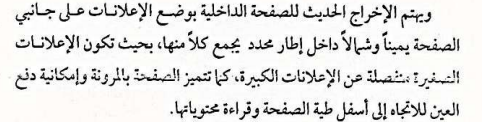 ويهتم الإخراج الحديث للصفحة الداخلية بوضع الإعلانات على جانبي
الصفحة يميناً وشمالاً داخل إطار محدد يجمع كلاً منها، بحيث تكون الإعلانات
الصغيرة منفصلة عن الإعلانات الكبيرة، كما تتميز الصفحة بالمرونة وإمكانية دفع
العين للاتجاه إلى أسفل طية الصفحة وقراءة محتوياتها.